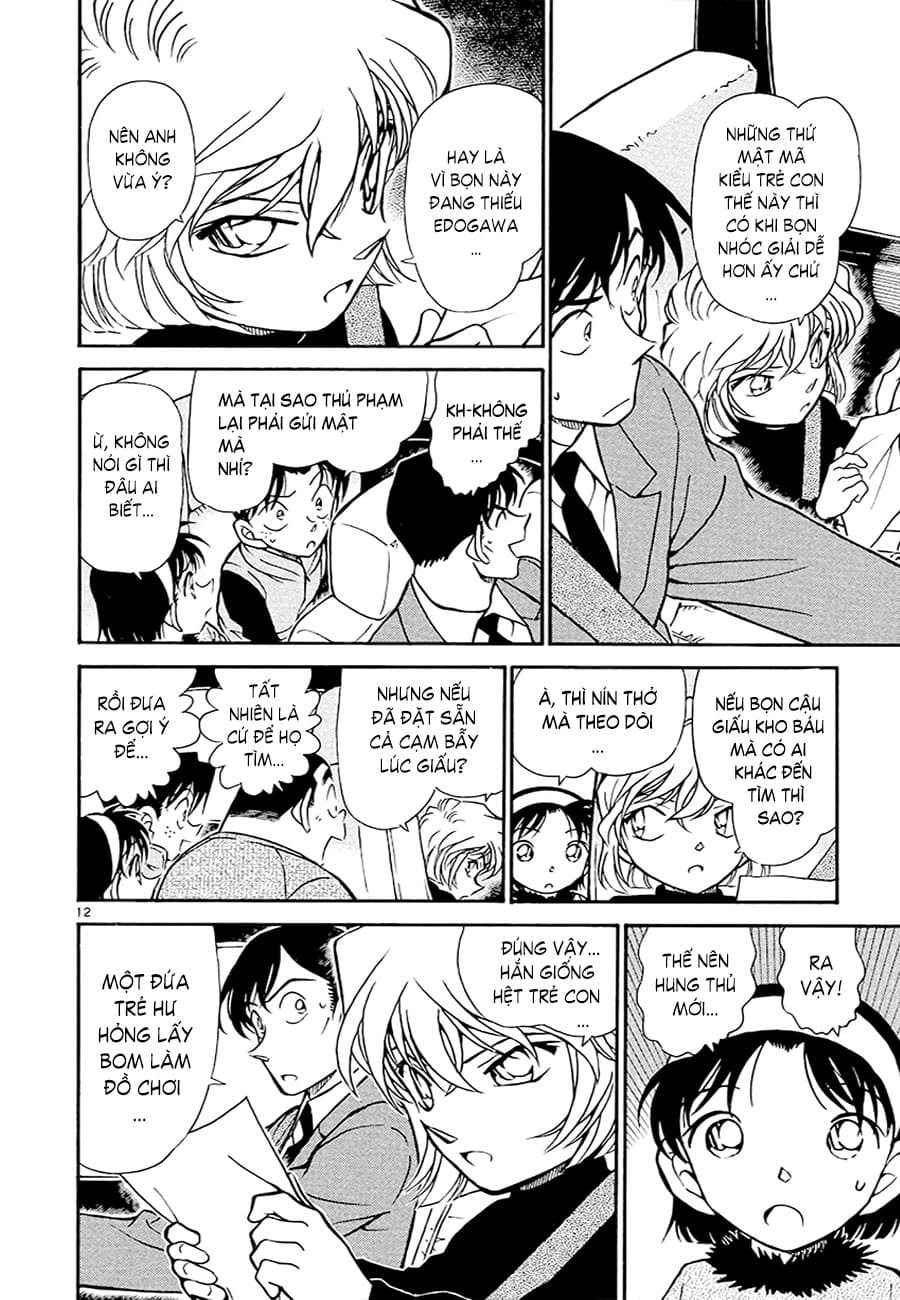 NHỮNG THỨ
MẬT MÃ
KIỂU TRẺ CON
THẾ NÀY THÌ
CÓ KHI BỌN
NHÓC GIẢI DỄ
HƠN ẤY CHỨ
...
HAY LÀ
VÌ BỌN NÀY
ĐANG THIẾU
EDOGAWA
...
NÊN ANH
KHÔNG
VỪA Ý?
KH-KHÔNG
PHẢI THẾ
...
MÀ TẠI SAO THỦ PHẠM
LẠI PHẢI GỬI MẬT
MÀ
NHỈ?
Ừ, KHÔNG
NÓI GÌ THÌ
ĐÂU AI
BIẾT...
NẾU BỌN CẬU
GIẤU KHO BÁU
MÀ CÓ AI
KHÁC ĐẾN
TÌM THÌ
SAO?
À, THÌ NÍN THỞ
MÀ THEO DÕI
...
NHƯNG NẾU
ĐÃ ĐẶT SẴN
CẢ CẠM BẪY
LÚC GIẤU?
TẤT
NHIÊN LÀ
CỨ ĐỂ HỌ
TÌM...
RỒI ĐƯA
RA GỢI Ý
ĐỂ...
12
RA
VẬY!
THẾ NÊN
HUNG THỦ
MỚI...
ĐÚNG VẬY...
HẮN GIỐNG
HỆT TRẺ CON
...
MỘT ĐỨA
TRẺ HƯ
HỎNG LẤY
BOM LÀM
ĐỒ CHƠI
...